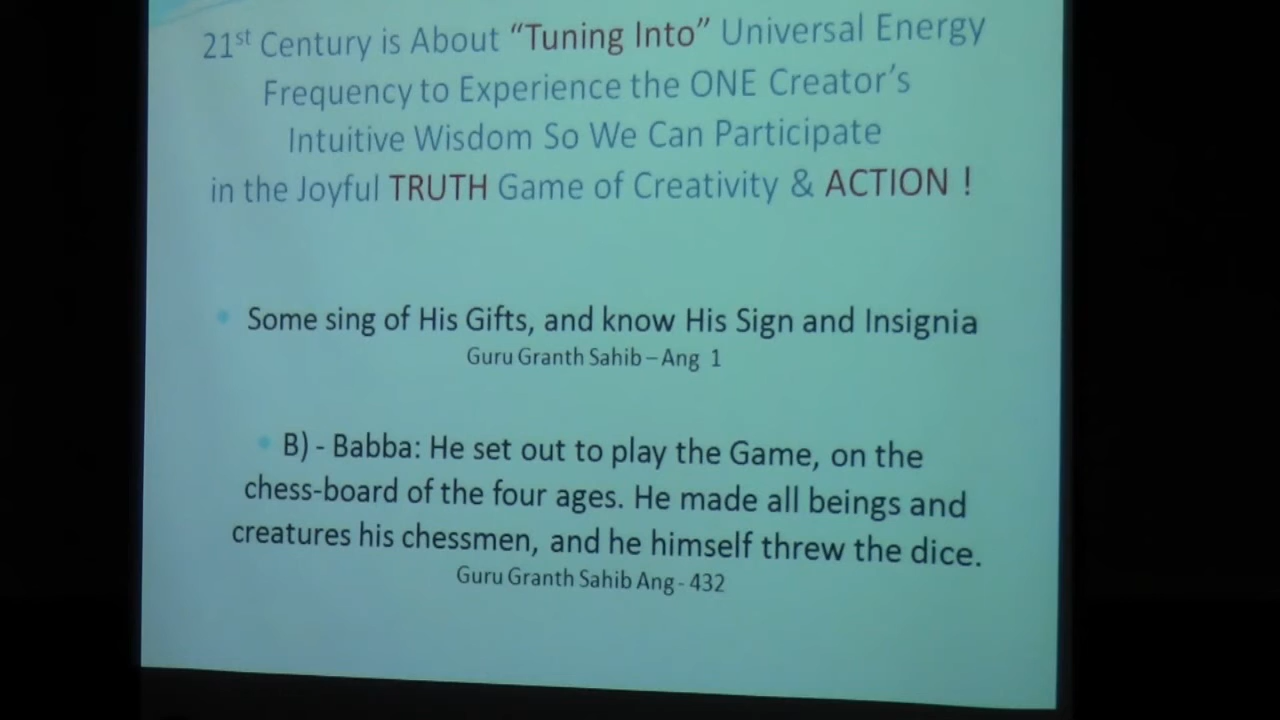 21st Century is About “Tuning Into” Universal Energy
Frequency to Experience the ONE Creator’s
Intuitive Wisdom So We Can Participate
in the Joyful TRUTH Game of Creativity & ACTION !
• Some sing of His Gifts, and know His Sign and Insignia
Guru Granth Sahib – Ang 1
• B) - Babba: He set out to play the Game, on the
chess-board of the four ages. He made all beings and
creatures his chessmen, and he himself threw the dice.
Guru Granth Sahib Ang - 432